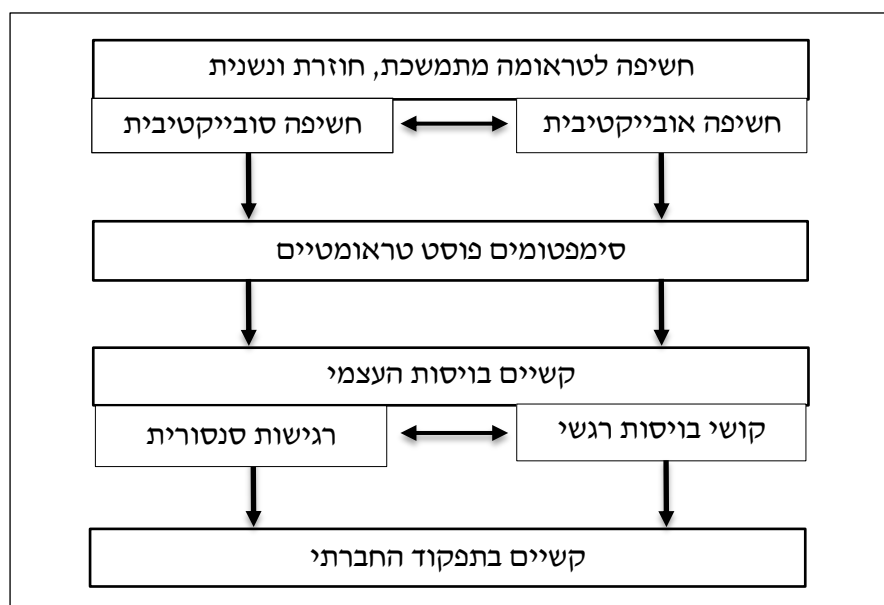 חשיפה לטראומה מתמשכת, חוזרת ונשנית
חשיפה אובייקטיבית
חשיפה סובייקטיבית
סימפטומים פוסט טראומטיים
קשיים בויסות העצמי
קושי בויסות רגשי
רגישות סנסורית
קשיים בתפקוד החברתי